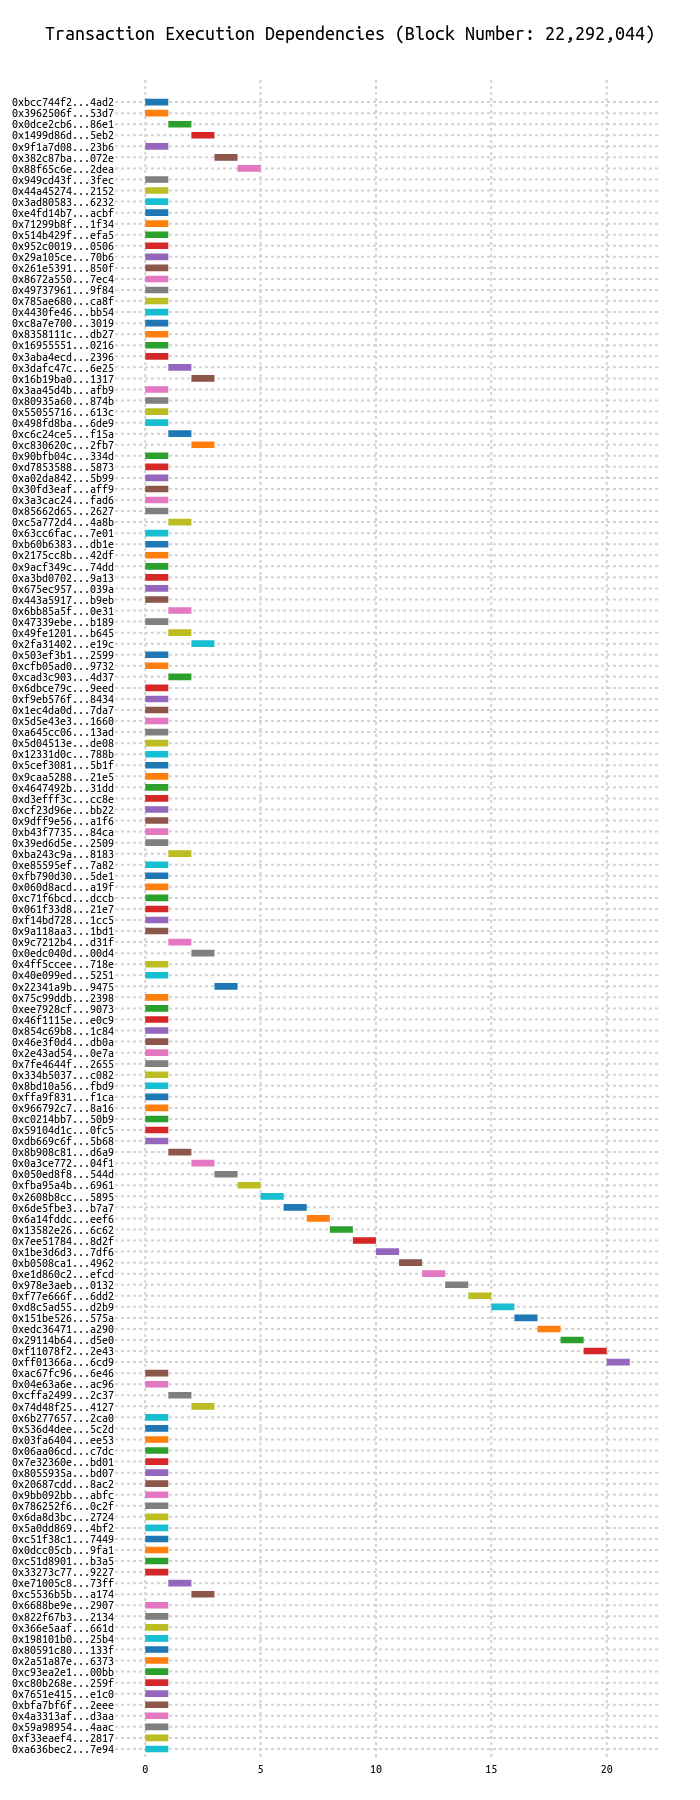 Transaction Execution Dependencies (Block Number: 22,292,044)
0xbcc744f2...4ad2
0x3962506f...53d7
0x0dce2cb6...86e1
0x1499d86d...5eb2
0x9f1a7d08...23b6
0x382c87ba...072e
0x88f65c6e...2dea
0x949cd43f...3fec
0x44a45274...2152
0x3ad80583...6232
0xe4fd14b7...acbf
0x71299b8f...1f34
0x514b429f...efa5
0x952c0019...0506
0x29a105ce...70b6
0x261e5391...850f
0x8672a550...7ec4
0x49737961...9f84
0x785ae680...ca8f
0x4430fe46...bb54
0xc8a7e700...3019
0x8358111c...db27
0x16955551...0216
0x3aba4ecd...2396
0x3dafc47c...6e25
0x16b19ba0...1317
0x3aa45d4b...afb9
0x80935a60...874b
0x55055716...613c
0x498fd8ba...6de9
0xc6c24ce5...f15a
0xc830620c...2fb7
0x90bfb04c...334d
0xd7853588...5873
0xa02da842...5b99
0x30fd3eaf...aff9
0x3a3cac24...fad6
0x85662d65...2627
0xc5a772d4...4a8b
0x63cc6fac...7e01
0xb60b6383...db1e
0x2175cc8b...42df
0x9acf349c...74dd
0xa3bd0702...9a13
0x675ec957...039a
0x443a5917...b9eb
0x6bb85a5f...0e31
0x47339ebe...b189
0x49fe1201...b645
0x2fa31402...e19c
0x503ef3b1...2599
0xcfb05ad0...9732
0xcad3c903...4d37
0x6dbce79c...9eed
0xf9eb576f...8434
0x1ec4da0d...7da7
0x5d5e43e3...1660
0xa645cc06...13ad
0x5d04513e...de08
0x12331d0c...788b
0x5cef3081...5b1f
0x9caa5288...21e5
0x4647492b...31dd
0xd3efff3c...cc8e
0xcf23d96e...bb22
0x9dff9e56...a1f6
0xb43f7735...84ca
0x39ed6d5e...2509
0xba243c9a...8183
0xe85595ef...7a82
0xfb790d30...5de1
0x060d8acd...a19f
0xc71f6bcd...dccb
0x061f33d8...21e7
0xf14bd728...1cc5
0x9a118aa3...1bd1
0x9c7212b4...d31f
0x0edc040d...00d4
0x4ff5ccee...718e
0x40e099ed...5251
0x22341a9b...9475
0x75c99ddb...2398
0xee7928cf...9073
0x46f1115e...e0c9
0x854c69b8...1c84
0x46e3f0d4...db0a
0x2e43ad54...0e7a
0x7fe4644f...2655
0x334b5037...c082
0x8bd10a56...fbd9
0xffa9f831...f1ca
0x966792c7...8a16
0xc0214bb7...50b9
0x59104d1c...0fc5
0xdb669c6f...5b68
0x8b908c81...d6a9
0x0a3ce772...04f1
0x050ed8f8...544d
0xfba95a4b...6961
0x2608b8cc...5895
0x6de5fbe3...b7a7
0x6a14fddc...eef6
0x13582e26...6c62
0x7ee51784...8d2f
0x1be3d6d3...7df6
0xb0508ca1...4962
0xe1d860c2...efcd
0x978e3aeb...0132
0xf77e666f...6dd2
0xd8c5ad55...d2b9
0x151be526...575a
0xedc36471...a290
0x29114b64...d5e0
0xf11078f2...2e43
0xff01366a...6cd9
0xac67fc96...6e46
0x04e63a6e...ac96
0xcffa2499...2c37
0x74d48f25...4127
0x6b277657...2ca0
0x536d4dee...5c2d
0x03fa6404...ee53
0x06aa06cd...c7dc
0x7e32360e...bd01
0x8055935a...bd07
0x20687cdd...8ac2
0x9bb092bb...abfc
0x786252f6...0c2f
0x6da8d3bc...2724
0x5a0dd869...4bf2
0xc51f38c1...7449
0x0dcc05cb...9fa1
0xc51d8901...b3a5
0x33273c77...9227
0xe71005c8...73ff
0xc5536b5b...a174
0x6688be9e...2907
0x822f67b3...2134
0x366e5aaf...661d
0x198101b0...25b4
0x80591c80...133f
0x2a51a87e...6373
0xc93ea2e1...00bb
0xc80b268e...259f
0x7651e415...e1c0
0xbfa7bf6f...2eee
0x4a3313af...d3aa
0x59a98954...4aac
0xf33eaef4...2817
0xa636bec2...7e94
0 5 10 15 20